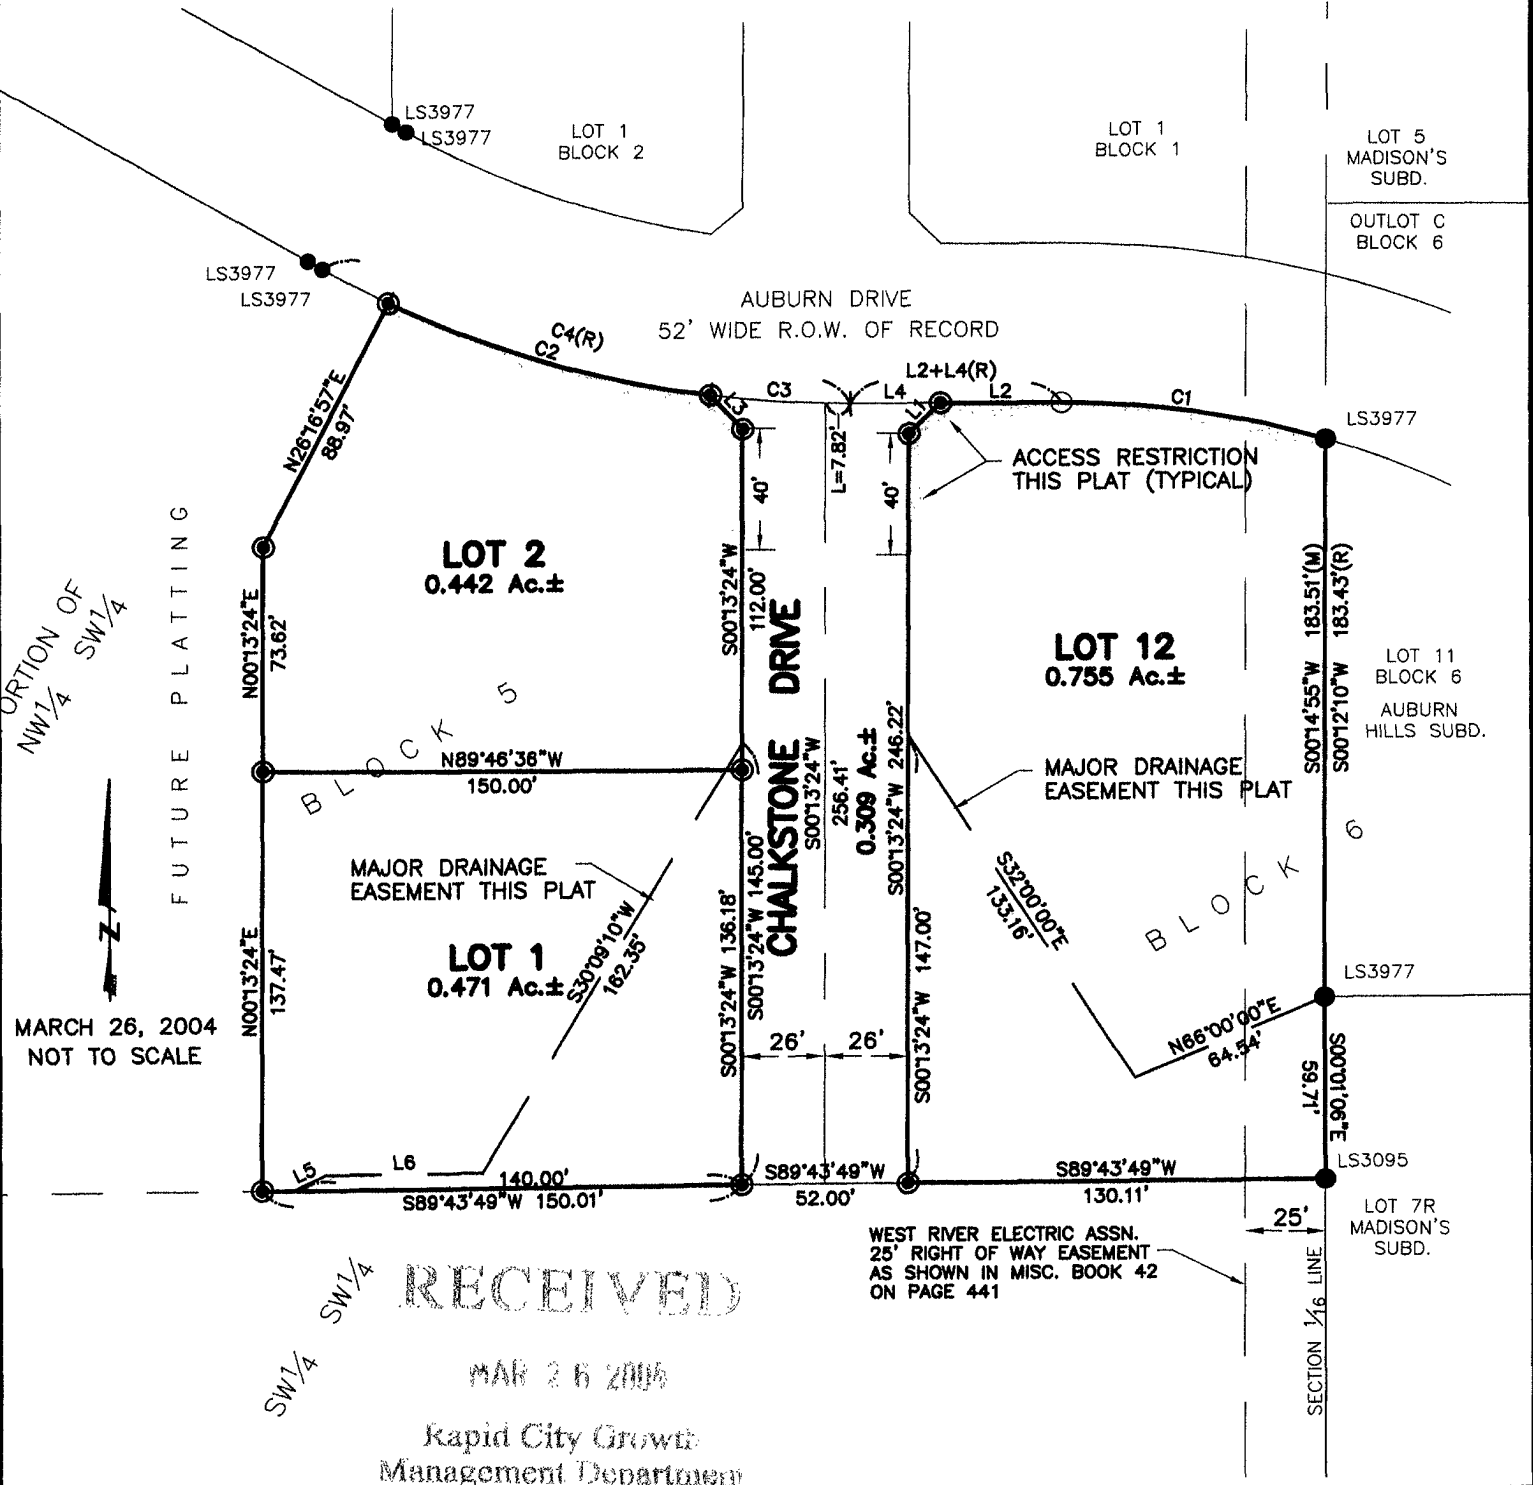 LS3977
LS3977
LOT 1
BLOCK 2
LOT 1
BLOCK 1
LOT 5
MADISON'S
SUBD.
OUTLOT C
BLOCK 6
LS3977
LS3977
AUBURN DRIVE
52' WIDE R.O.W. OF RECORD
C4(R)
C2
C3
L4
L2+L4(R)
L2
C1
L3
L1
LS3977
L=7.82'
40'
40'
ACCESS RESTRICTION
THIS PLAT (TYPICAL)
N26°16'57"E
88.97'
LOT 2
0.442 Ac.±
N00°13'24"E
73.62'
S00°13'24"W
112.00'
FUTURE PLATTING
ORTION OF
NW1/4 SW1/4
BLOCK 5
N89°46'36"W
150.00'
CHALKSTONE DRIVE
S00°13'24"W
256.41'
0.309 Ac.±
S00°13'24"W 246.22'
LOT 12
0.755 Ac.±
S00°14'55"W 183.51'(M)
S00°12'10"W 183.43'(R)
LOT 11
BLOCK 6
AUBURN
HILLS SUBD.
MAJOR DRAINAGE
EASEMENT THIS PLAT
S32°00'00"E
133.16'
BLOCK 6
MAJOR DRAINAGE
EASEMENT THIS PLAT
LOT 1
0.471 Ac.±
S30°09'10"W
162.35'
N00°13'24"E
137.47'
S00°13'24"W 136.18'
S00°13'24"W 145.00'
S00°13'24"W 147.00'
26'
26'
N
MARCH 26, 2004
NOT TO SCALE
LS3977
N66°00'00"E
64.54'
S00°01'06"E
59.71'
LS3095
L5
L6
140.00'
S89°43'49"W 150.01'
S89°43'49"W
52.00'
S89°43'49"W
130.11'
25'
LOT 7R
MADISON'S
SUBD.
WEST RIVER ELECTRIC ASSN.
25' RIGHT OF WAY EASEMENT
AS SHOWN IN MISC. BOOK 42
ON PAGE 441
SECTION 1/16 LINE
SW1/4 SW1/4
RECEIVED
MAR 26 2004
Rapid City Growth
Management Department